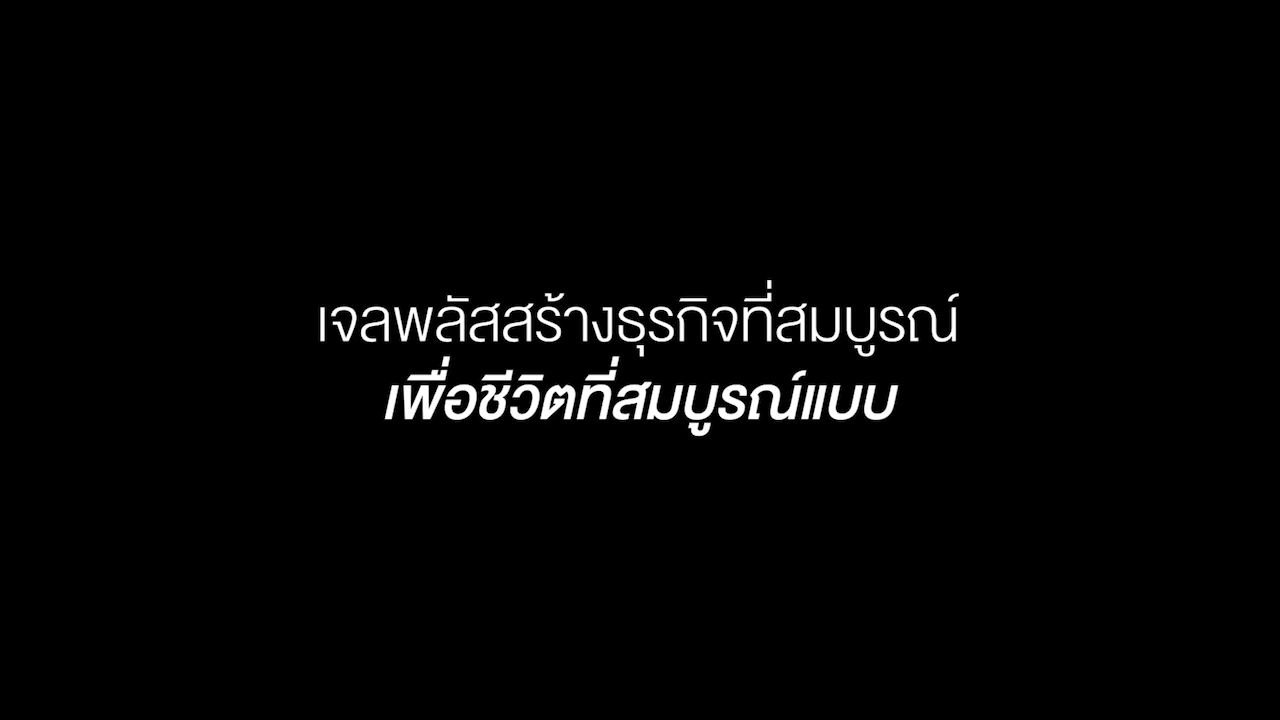 เจลพลัสสร้างธุรกิจที่สมบูรณ์
เพื่อชีวิตที่สมบูรณ์แบบ